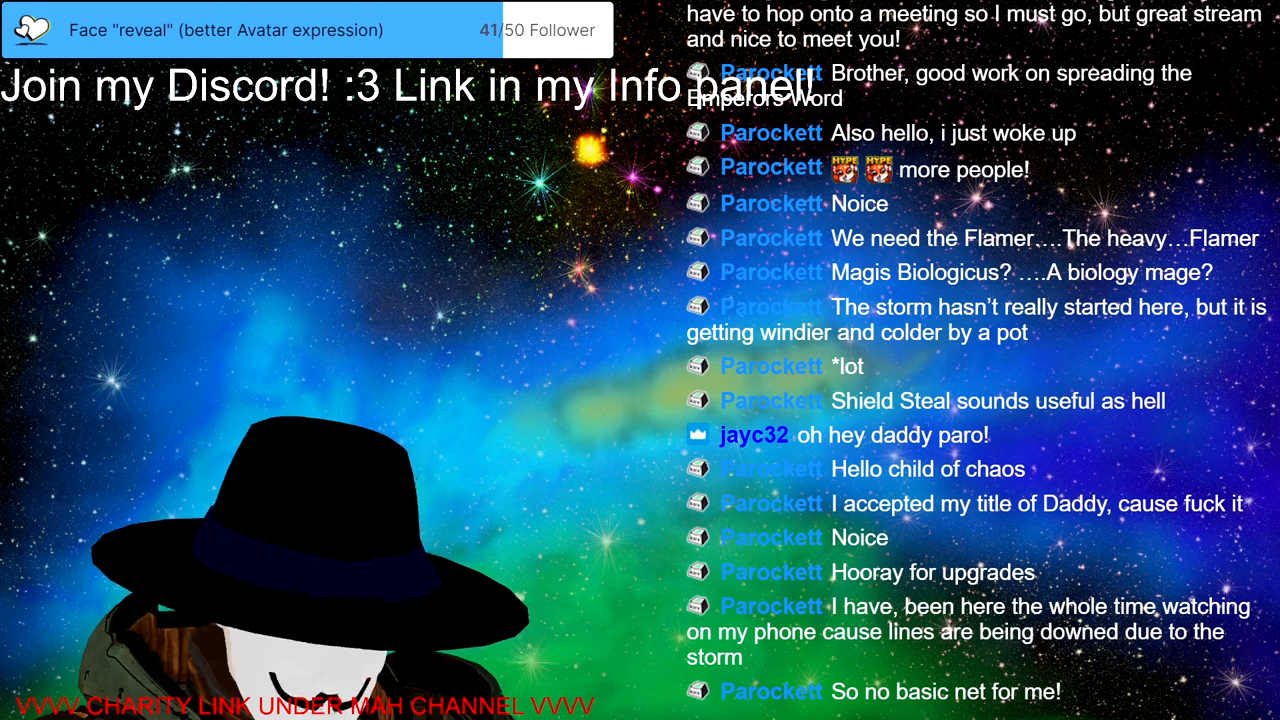 Face "reveal" (better Avatar expression) 41/50 Follower
Join my Discord! :3 Link in my Info panel!
have to hop onto a meeting so I must go, but great stream
and nice to meet you!
Parockett Brother, good work on spreading the
Emperors Word
Parockett Also hello, i just woke up
Parockett HYPE HYPE more people!
Parockett Noice
Parockett We need the Flamer….The heavy…Flamer
Parockett Magis Biologicus? ….A biology mage?
Parockett The storm hasn’t really started here, but it is
getting windier and colder by a pot
Parockett *lot
Parockett Shield Steal sounds useful as hell
jayc32 oh hey daddy paro!
Parockett Hello child of chaos
Parockett I accepted my title of Daddy, cause fuck it
Parockett Noice
Parockett Hooray for upgrades
Parockett I have, been here the whole time watching
on my phone cause lines are being downed due to the
storm
Parockett So no basic net for me!
VVVV CHARITY LINK UNDER MAH CHANNEL VVVV